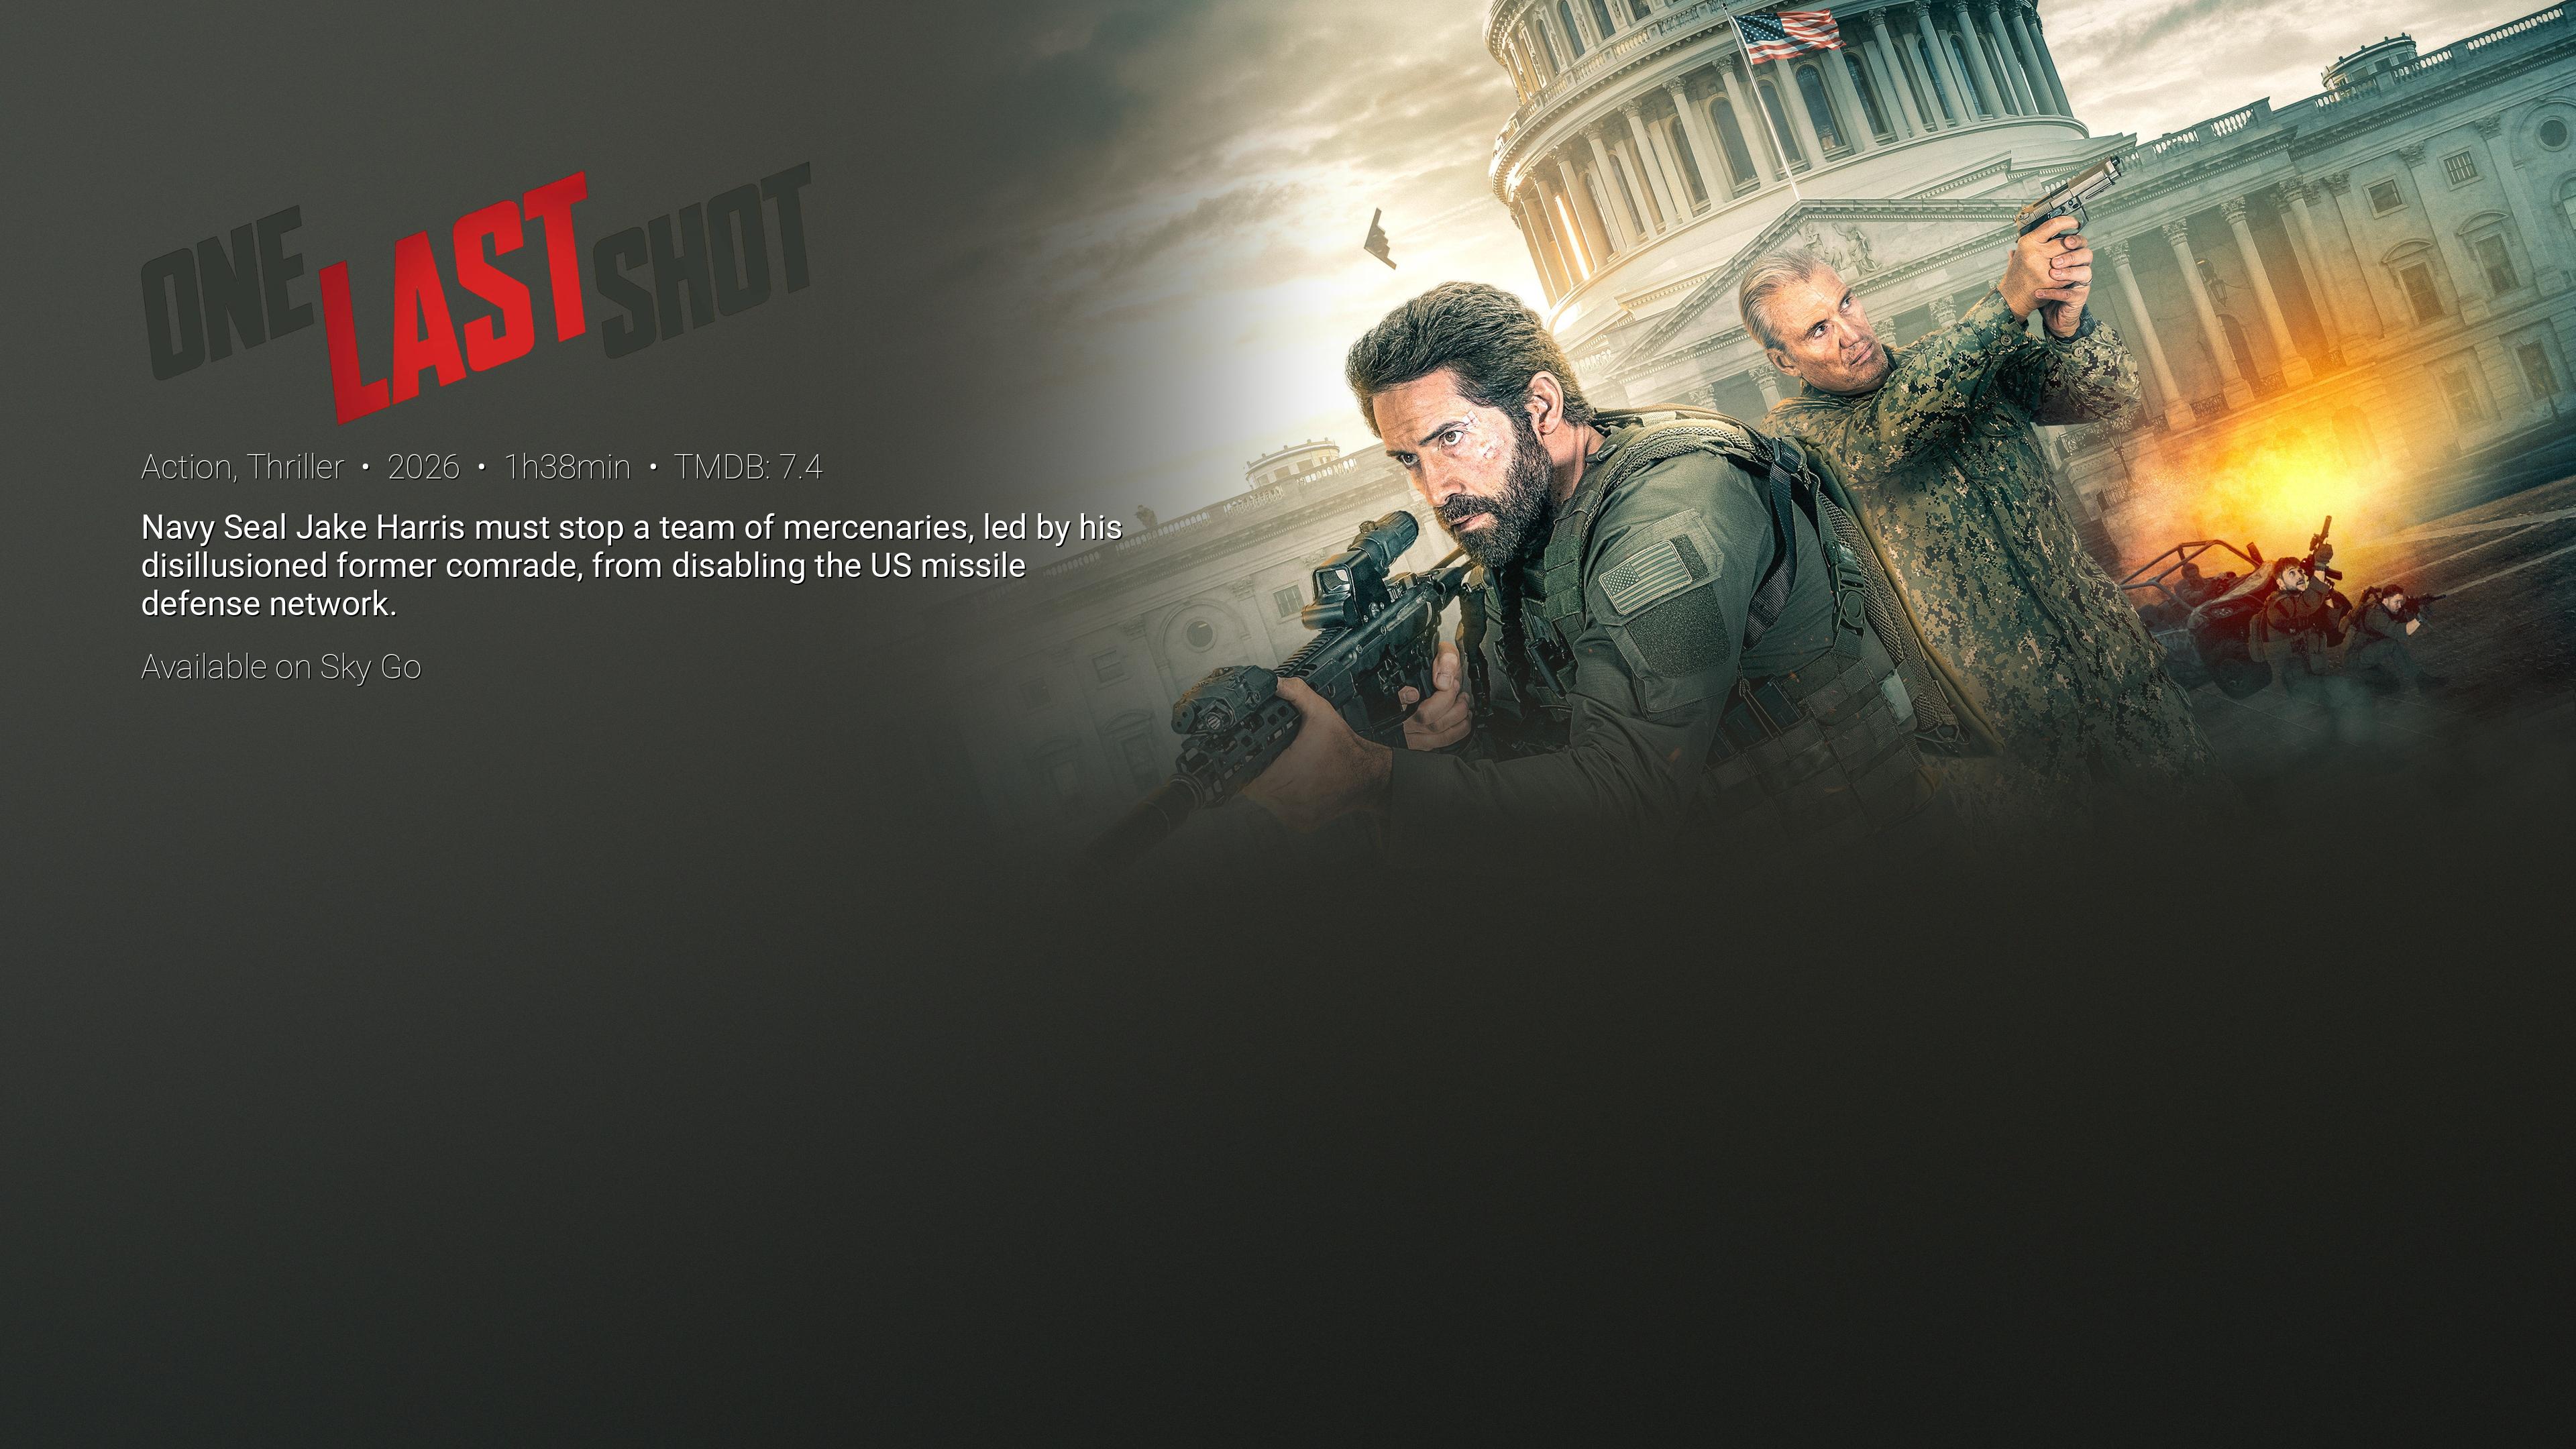 ONE LAST SHOT
Action, Thriller • 2026 • 1h38min • TMDB: 7.4
Navy Seal Jake Harris must stop a team of mercenaries, led by his
disillusioned former comrade, from disabling the US missile
defense network.
Available on Sky Go